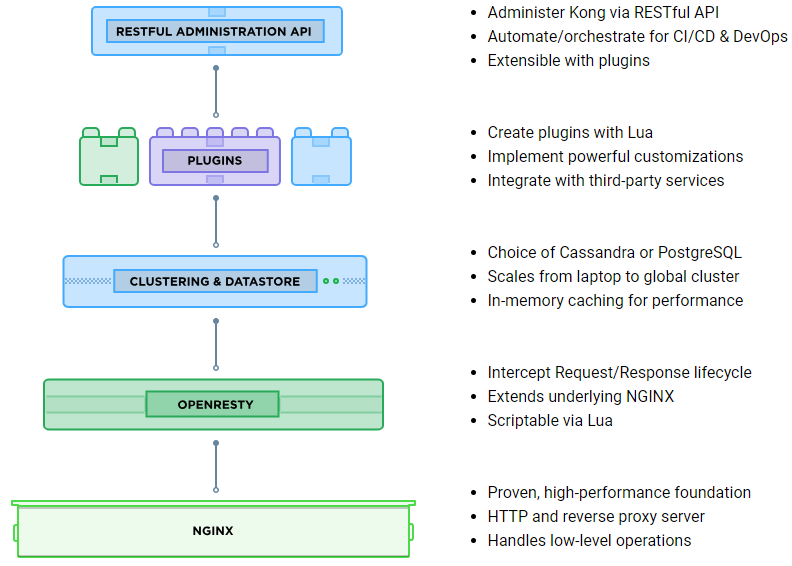 RESTFUL ADMINISTRATION API
• Administer Kong via RESTful API
• Automate/orchestrate for CI/CD & DevOps
• Extensible with plugins
PLUGINS
• Create plugins with Lua
• Implement powerful customizations
• Integrate with third-party services
CLUSTERING & DATASTORE
• Choice of Cassandra or PostgreSQL
• Scales from laptop to global cluster
• In-memory caching for performance
OPENRESTY
• Intercept Request/Response lifecycle
• Extends underlying NGINX
• Scriptable via Lua
NGINX
• Proven, high-performance foundation
• HTTP and reverse proxy server
• Handles low-level operations